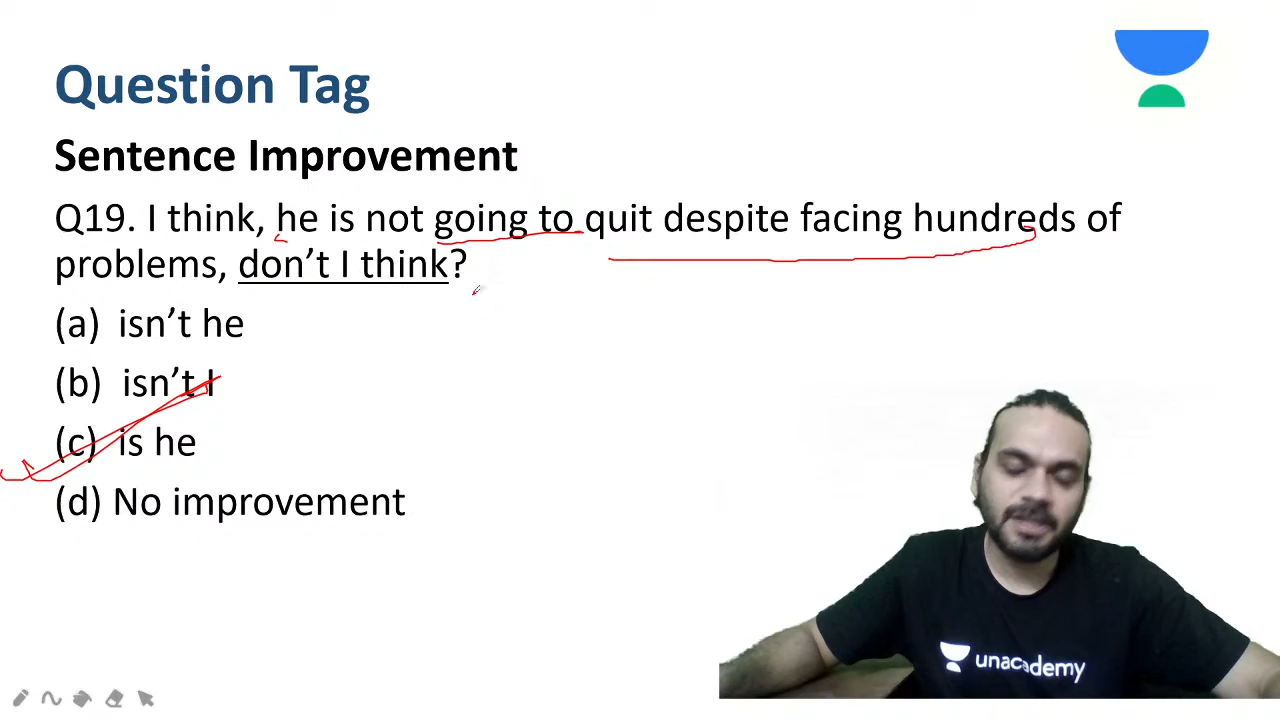 Question Tag
Sentence Improvement
Q19. I think, he is not going to quit despite facing hundreds of
problems, don’t I think?
(a) isn’t he
(b) isn’t I
(c) is he
(d) No improvement
unacademy